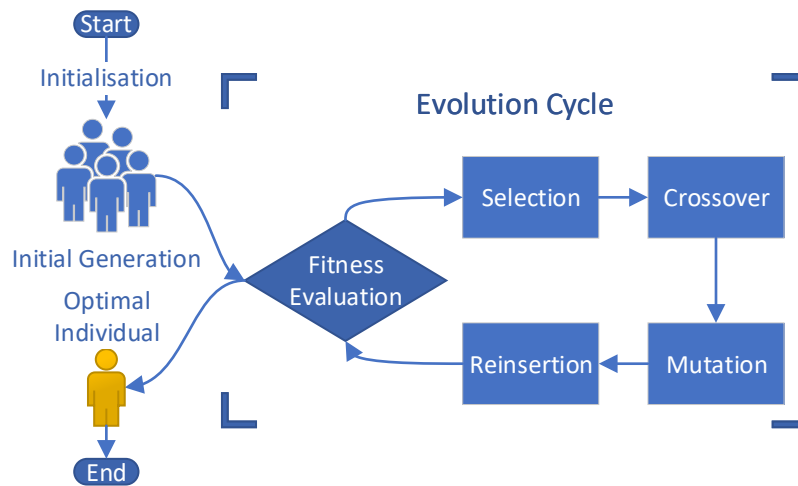 Start
Initialisation
Initial Generation
Optimal
Individual
End
Evolution Cycle
Fitness
Evaluation
Selection
Crossover
Mutation
Reinsertion